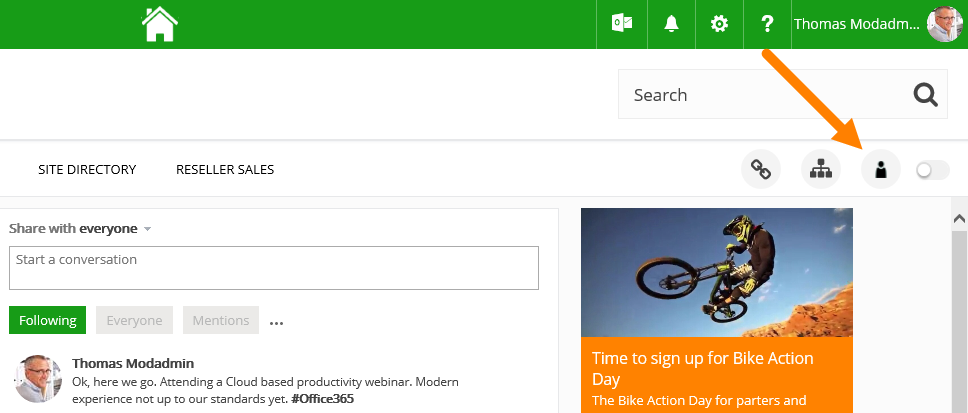 Thomas Modadm...
Search
SITE DIRECTORY
RESELLER SALES
Share with everyone
Start a conversation
Following
Everyone
Mentions
...
Thomas Modadmin
Ok, here we go. Attending a Cloud based productivity webinar. Modern
experience not up to our standards yet. #Office365
Time to sign up for Bike Action
Day
The Bike Action Day for parters and